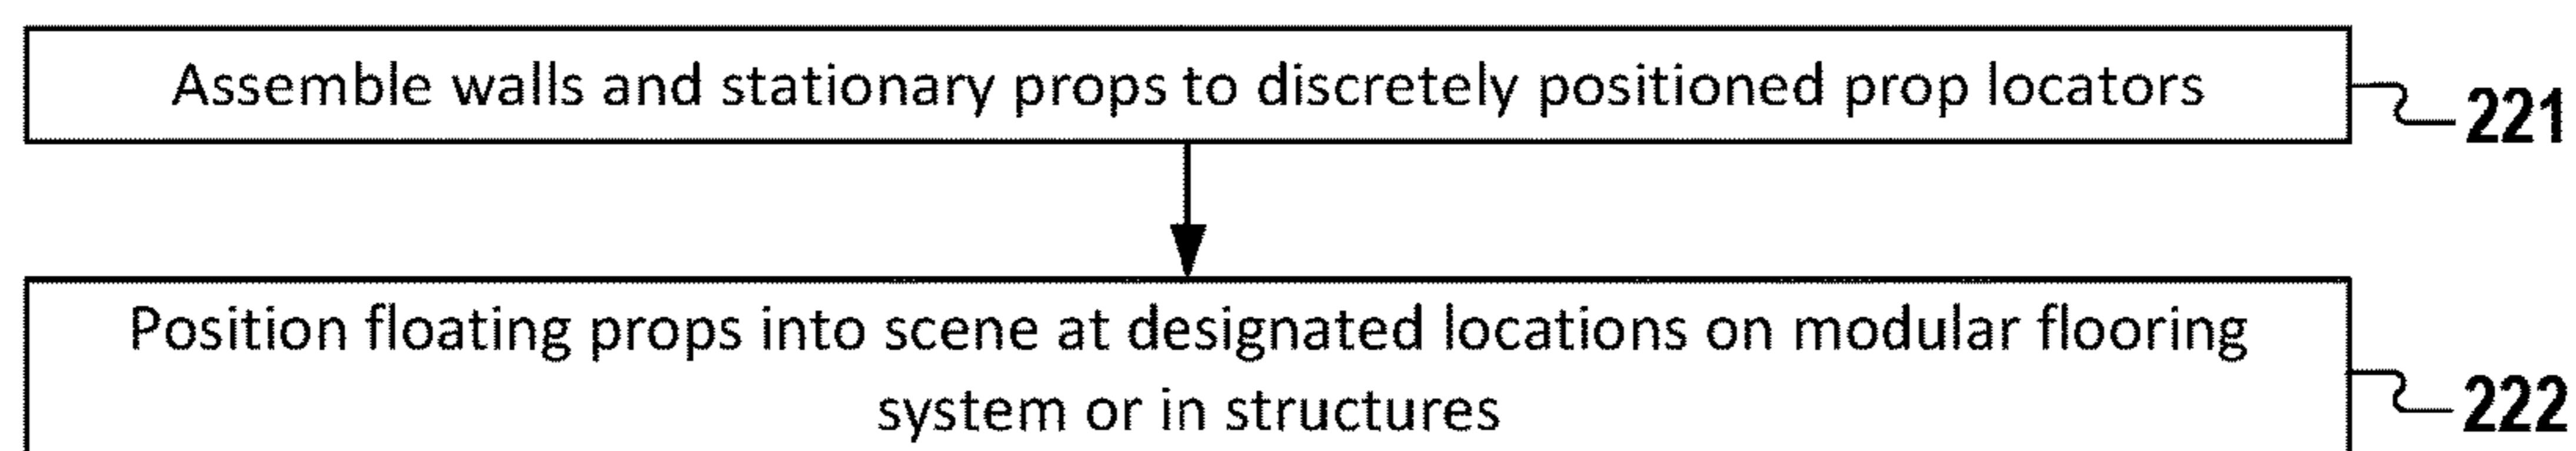 Assemble walls and stationary props to discretely positioned prop locators
221
Position floating props into scene at designated locations on modular flooring
system or in structures
222